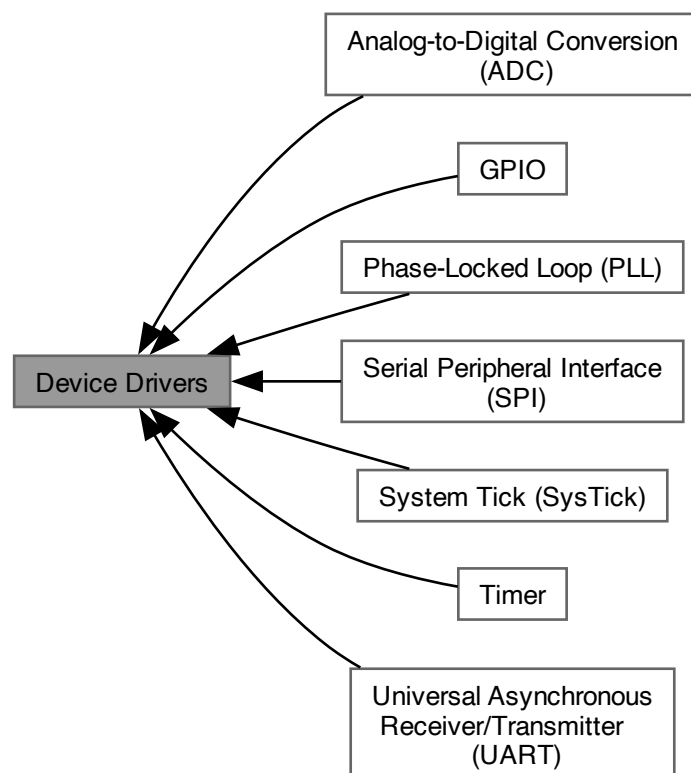 Analog-to-Digital Conversion
(ADC)
GPIO
Phase-Locked Loop (PLL)
Device Drivers
Serial Peripheral Interface
(SPI)
System Tick (SysTick)
Timer
Universal Asynchronous
Receiver/Transmitter
(UART)